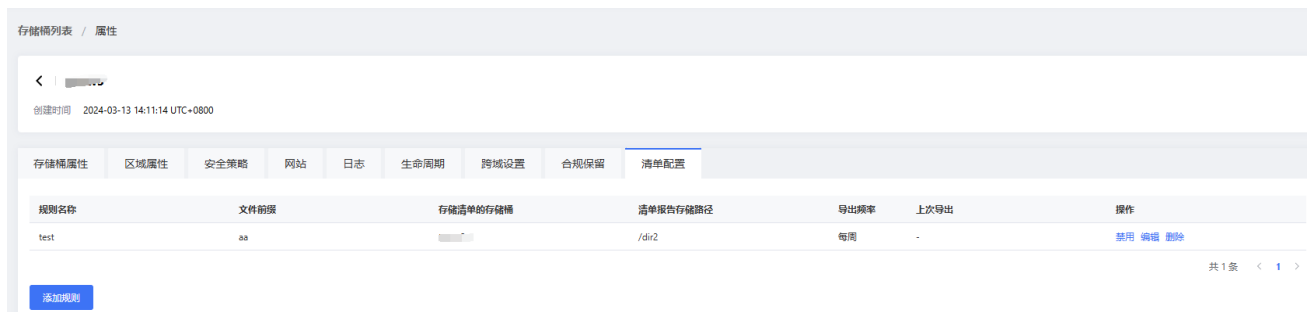 存储桶列表 / 属性
创建时间 2024-03-13 14:11:14 UTC+0800
存储桶属性 区域属性 安全策略 网站 日志 生命周期 跨域设置 合规保留 清单配置
规则名称 文件前缀 存储清单的存储桶 清单报告存储路径 导出频率 上次导出 操作
test aa /dir2 每周 - 禁用 编辑 删除
共 1 条 < 1 >
添加规则